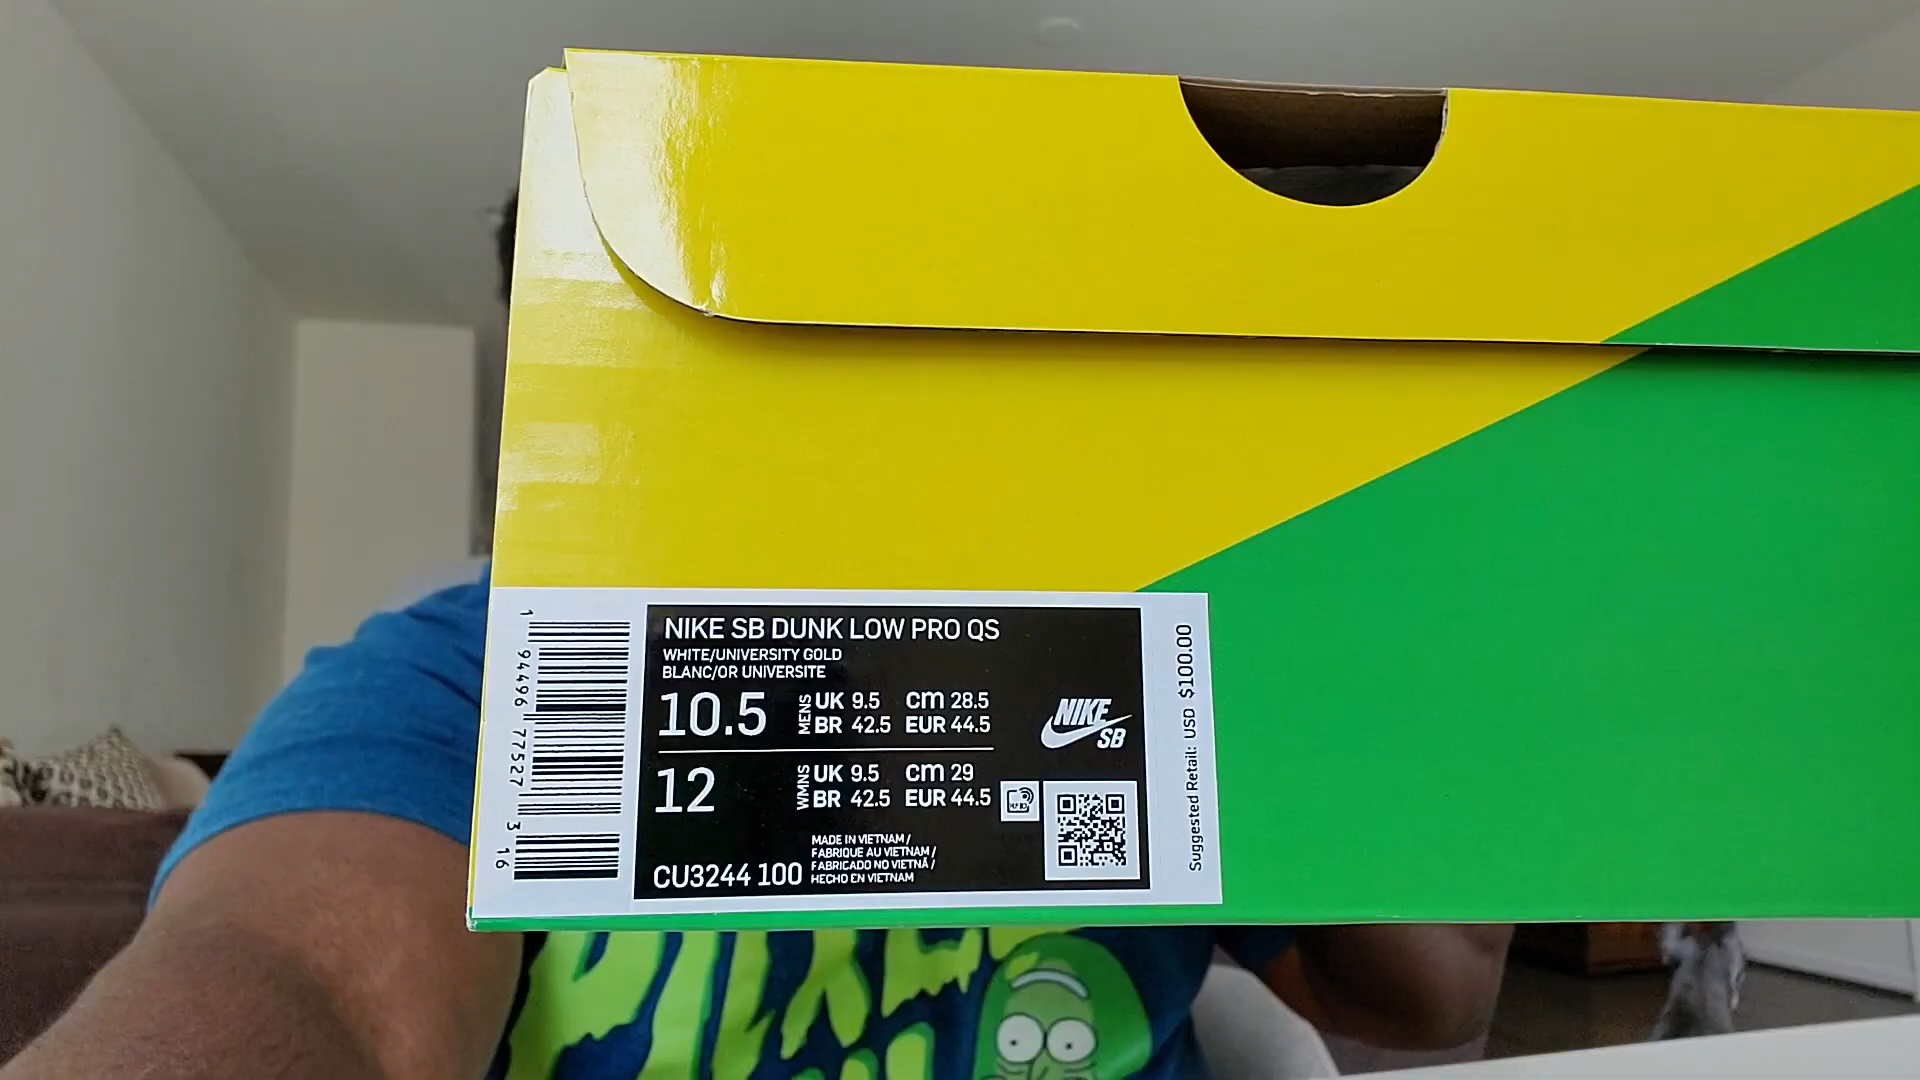 NIKE SB DUNK LOW PRO QS
WHITE/UNIVERSITY GOLD
BLANC/OR UNIVERSITE
10.5 MENS UK 9.5 cm 28.5
BR 42.5 EUR 44.5
12 WMNS UK 9.5 cm 29
BR 42.5 EUR 44.5
CU3244 100
MADE IN VIETNAM /
FABRIQUE AU VIETNAM /
FABRICADO NO VIETNÃ /
HECHO EN VIETNAM
NIKE
SB
Suggested Retail: USD $100.00
1 94496 77527 3 16